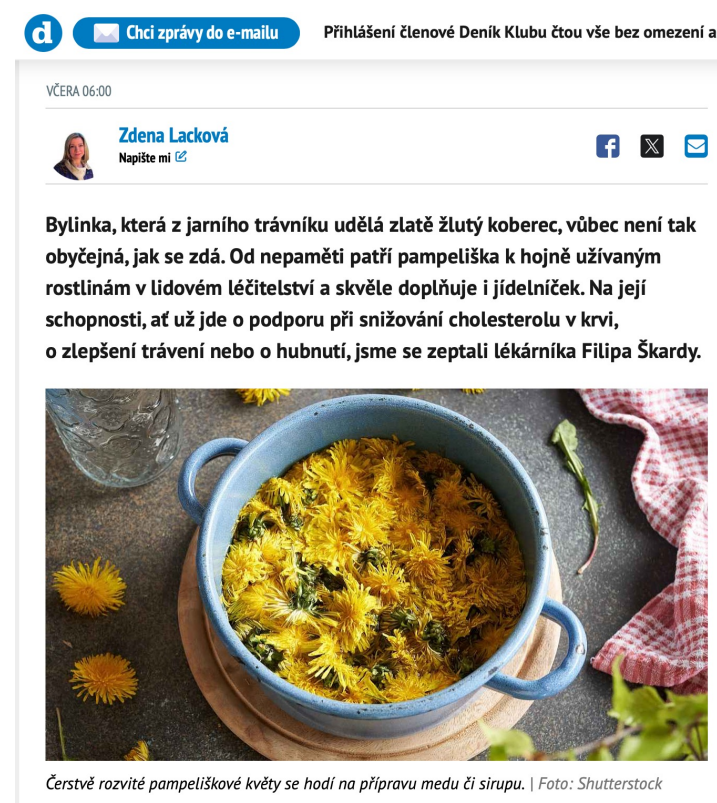 d
Chci zprávy do e-mailu
Přihlášení členové Deník Klubu čtou vše bez omezení a
VČERA 06:00
Zdena Lacková
Napište mi
Bylinka, která z jarního trávníku udělá zlatě žlutý koberec, vůbec není tak
obyčejná, jak se zdá. Od nepaměti patří pampeliška k hojně užívaným
rostlinám v lidovém léčitelství a skvěle doplňuje i jídelníček. Na její
schopnosti, ať už jde o podporu při snižování cholesterolu v krvi,
o zlepšení trávení nebo o hubnutí, jsme se zeptali lékárníka Filipa Škardy.
Čerstvě rozvité pampeliškové květy se hodí na přípravu medu či sirupu. | Foto: Shutterstock